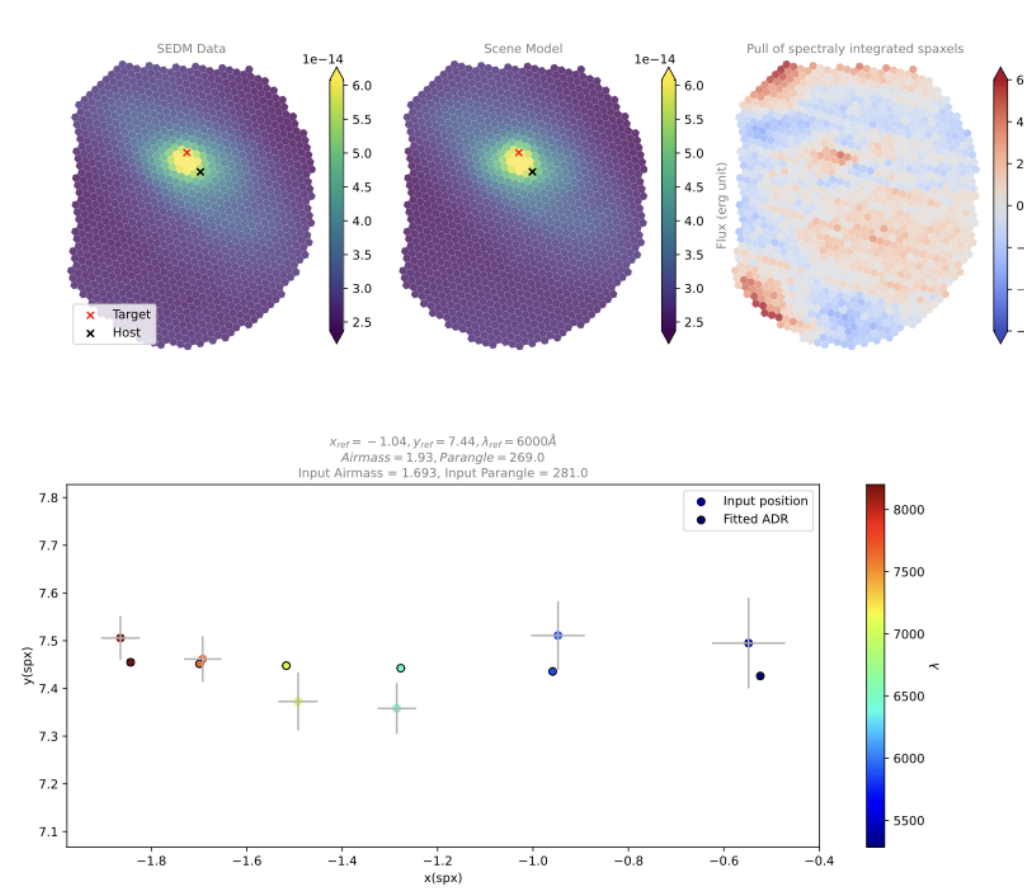 SEDM Data
Scene Model
Pull of spectraly integrated spaxels
1e−14
1e−14
6.0
5.5
5.0
4.5
4.0
3.5
3.0
2.5
Target
Host
6.0
5.5
5.0
4.5
4.0
3.5
3.0
2.5
Flux (erg unit)
6
4
2
0
x_ref = −1.04, y_ref = 7.44, λ_ref = 6000Å
Airmass = 1.93, Parangle = 269.0
Input Airmass = 1.693, Input Parangle = 281.0
Input position
Fitted ADR
7.8
7.7
7.6
7.5
7.4
7.3
7.2
7.1
y(spx)
−1.8
−1.6
−1.4
−1.2
−1.0
−0.8
−0.6
−0.4
x(spx)
8000
7500
7000
6500
6000
5500
λ